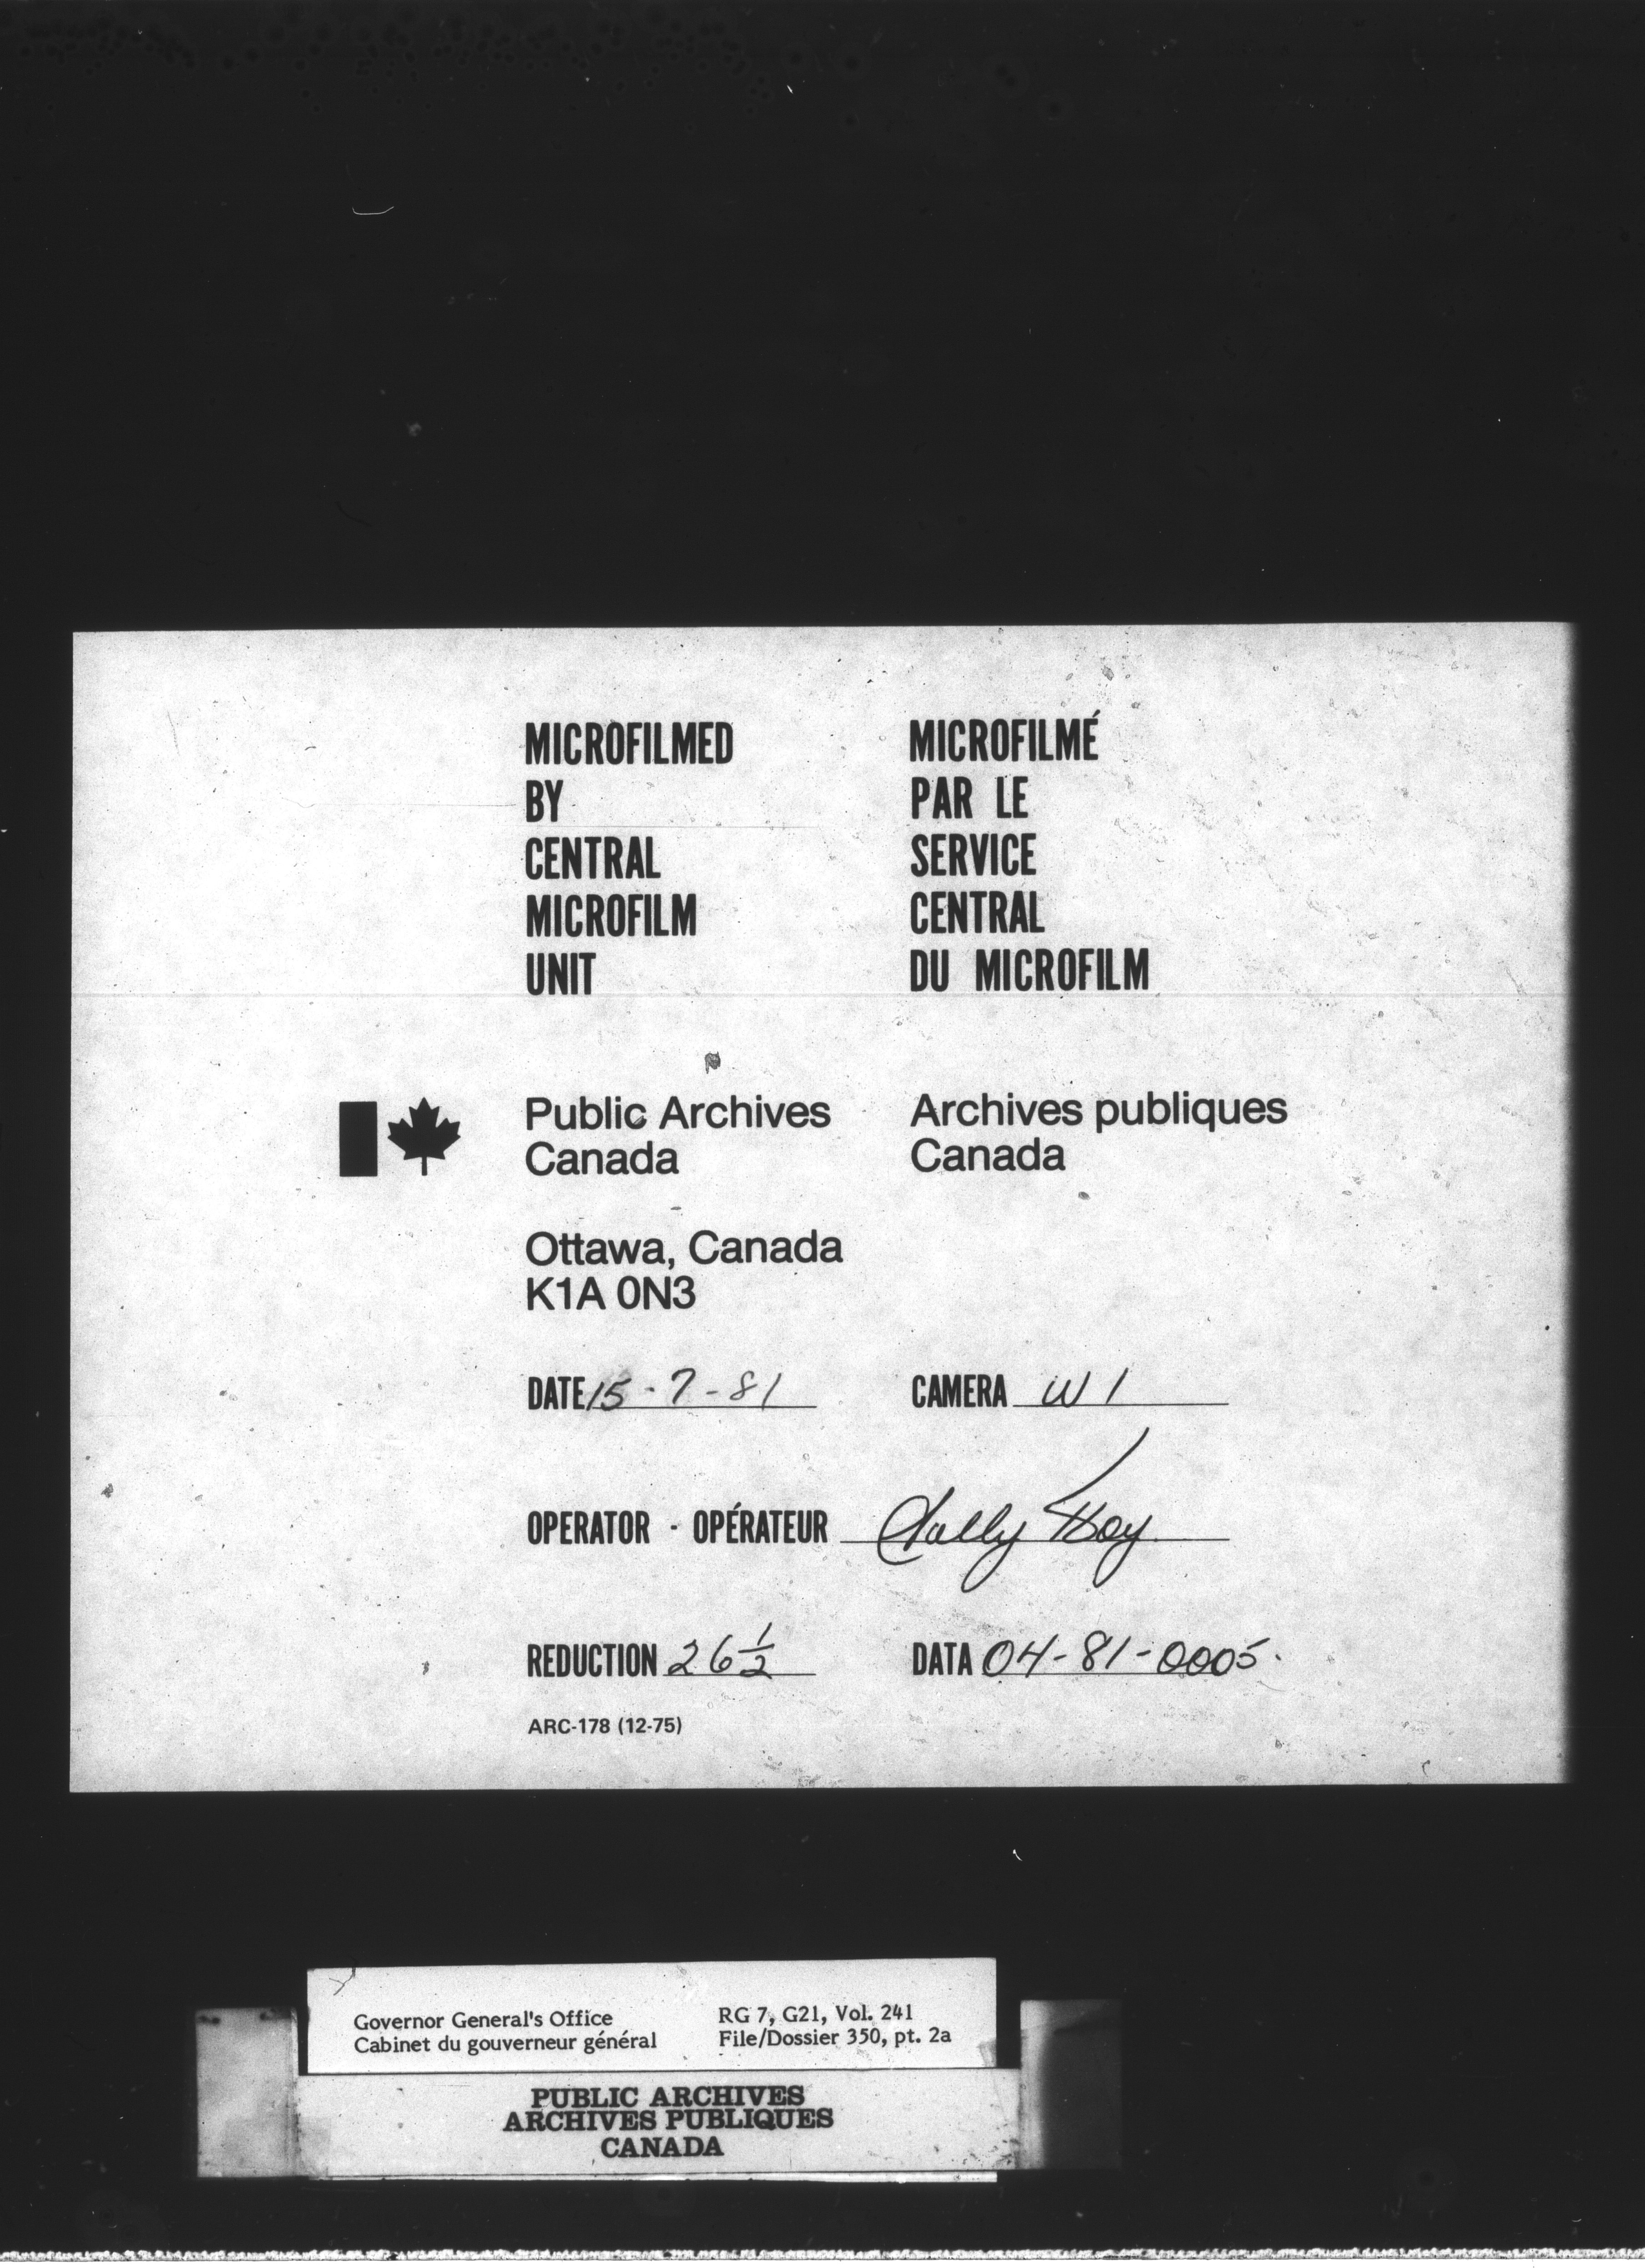 MICROFILMED
BY
CENTRAL
MICROFILM
UNIT
MICROFILMÉ
PAR LE
SERVICE
CENTRAL
DU MICROFILM
Public Archives
Canada
Archives publiques
Canada
Ottawa, Canada
K1A 0N3
DATE 15-7-81
CAMERA W1
OPERATOR - OPÉRATEUR
REDUCTION 26 1/2
DATA 04-81-0005.
ARC-178 (12-75)
Governor General's Office
Cabinet du gouverneur général
RG 7, G21, Vol. 241
File/Dossier 350, pt. 2a
PUBLIC ARCHIVES
ARCHIVES PUBLIQUES
CANADA